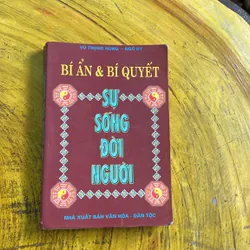 BÍ ẨN & BÍ QUYẾT
SỰ
SỐNG
ĐỜI
NGƯỜI
NHÀ XUẤT BẢN VĂN HÓA - DÂN TỘC